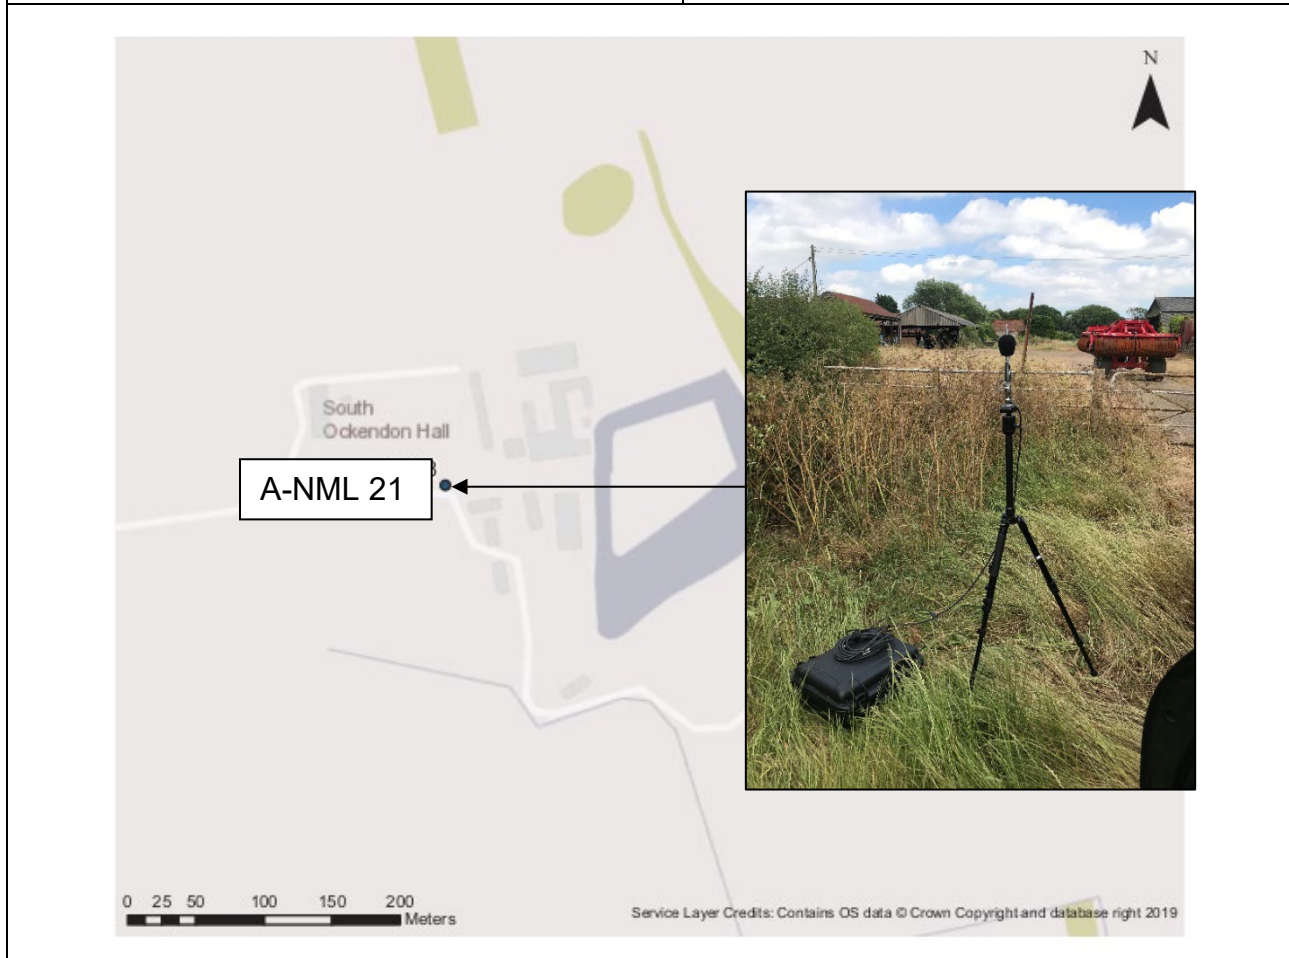 N
South
Ockendon Hall
A-NML 21
0 25 50 100 150 200
Meters
Service Layer Credits: Contains OS data © Crown Copyright and database right 2019